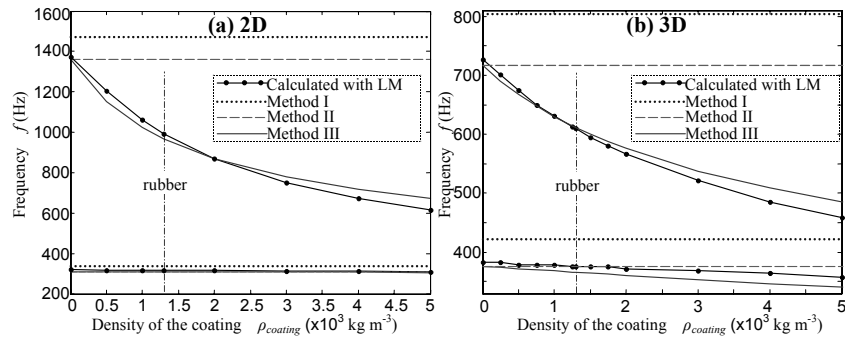 (a) 2D
1600
1400
1200
1000
800
600
400
200
Frequency f (Hz)
Calculated with LM
Method I
Method II
Method III
rubber
0 0.5 1 1.5 2 2.5 3 3.5 4 4.5 5
Density of the coating ρcoating (x10³ kg m⁻³)
(b) 3D
800
700
600
500
400
Frequency f (Hz)
Calculated with LM
Method I
Method II
Method III
rubber
0 1 2 3 4 5
Density of the coating ρcoating (x10³ kg m⁻³)